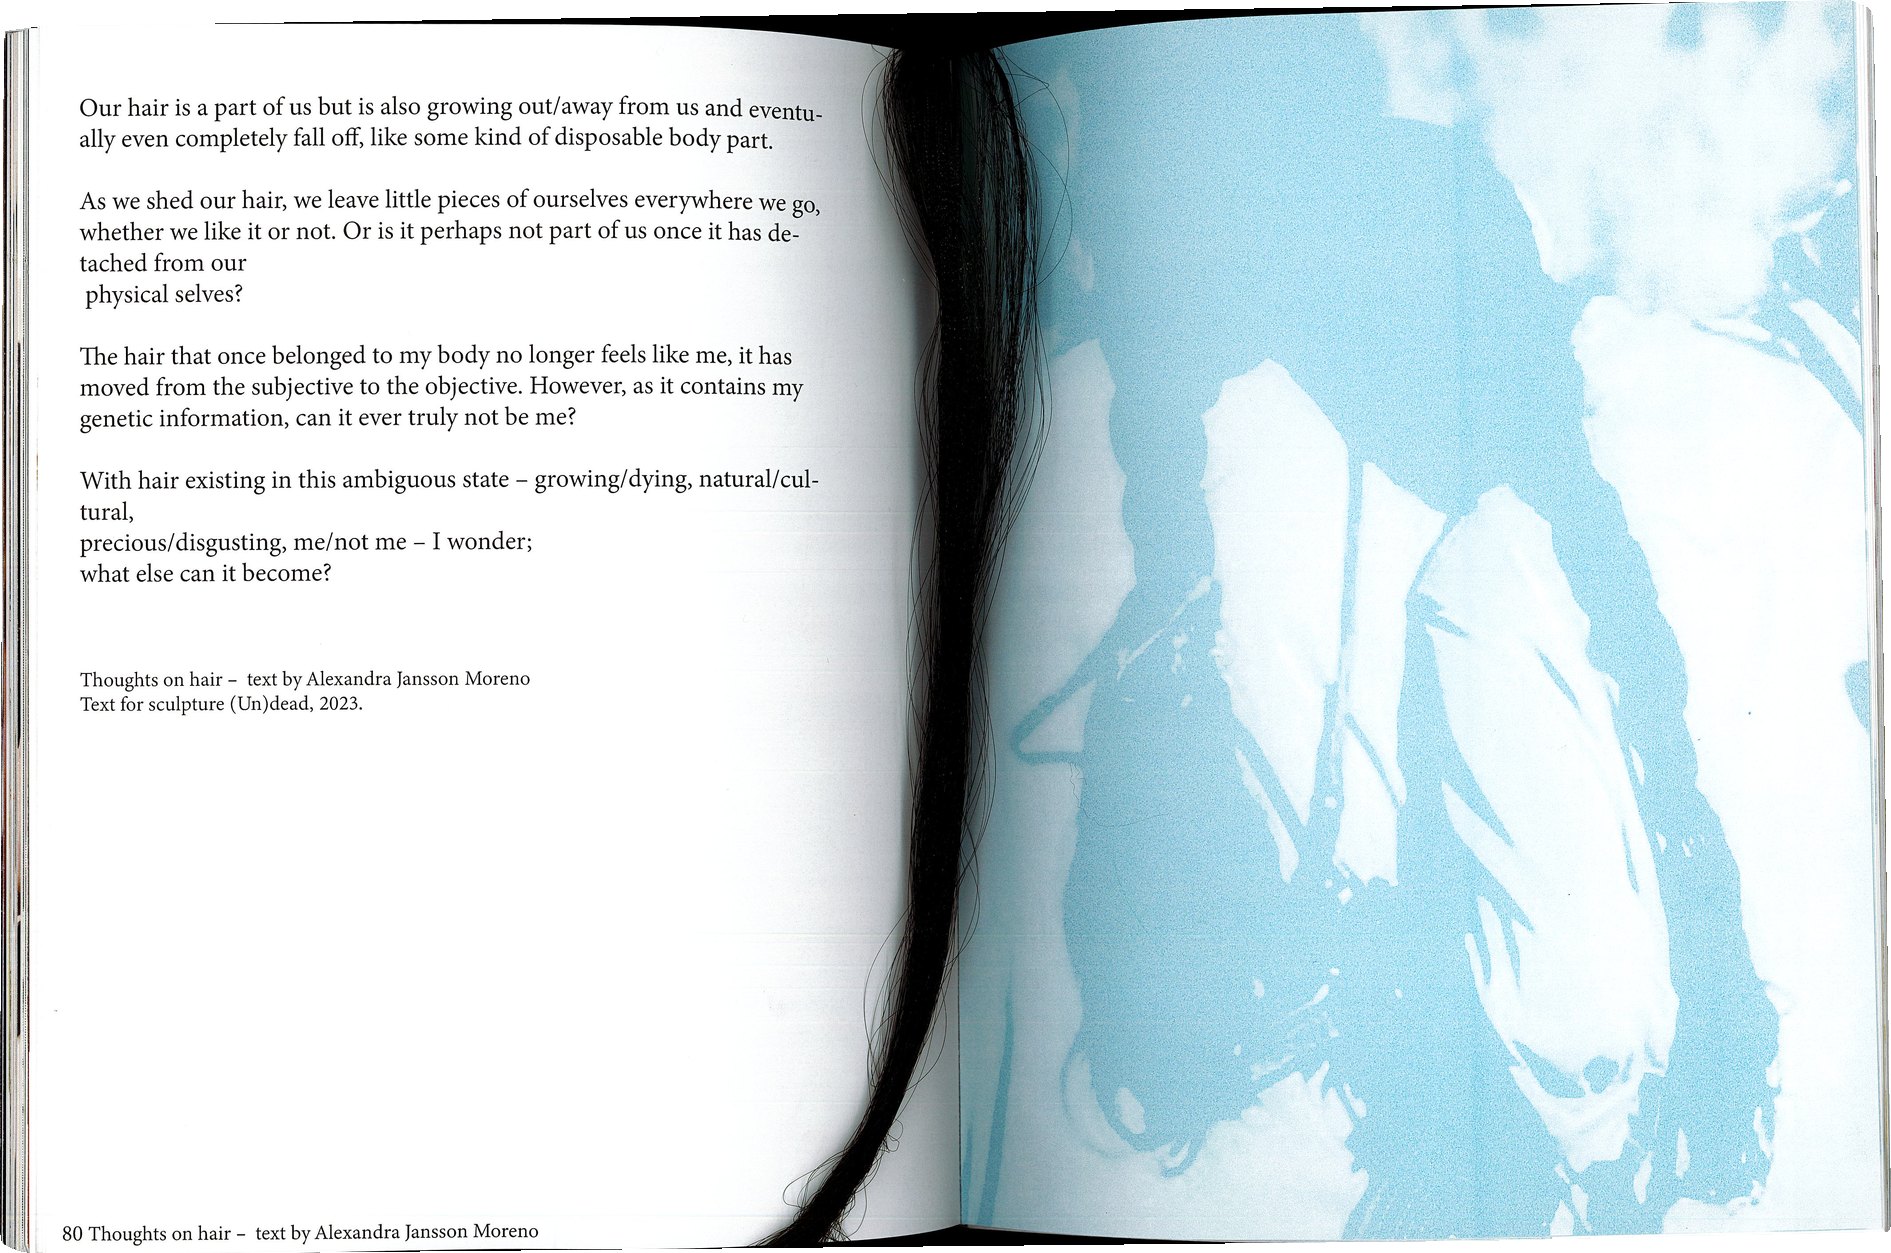 Our hair is a part of us but is also growing out/away from us and eventu-
ally even completely fall off, like some kind of disposable body part.
As we shed our hair, we leave little pieces of ourselves everywhere we go,
whether we like it or not. Or is it perhaps not part of us once it has de-
tached from our
physical selves?
The hair that once belonged to my body no longer feels like me, it has
moved from the subjective to the objective. However, as it contains my
genetic information, can it ever truly not be me?
With hair existing in this ambiguous state – growing/dying, natural/cul-
tural,
precious/disgusting, me/not me – I wonder;
what else can it become?
Thoughts on hair – text by Alexandra Jansson Moreno
Text for sculpture (Un)dead, 2023.
80 Thoughts on hair – text by Alexandra Jansson Moreno